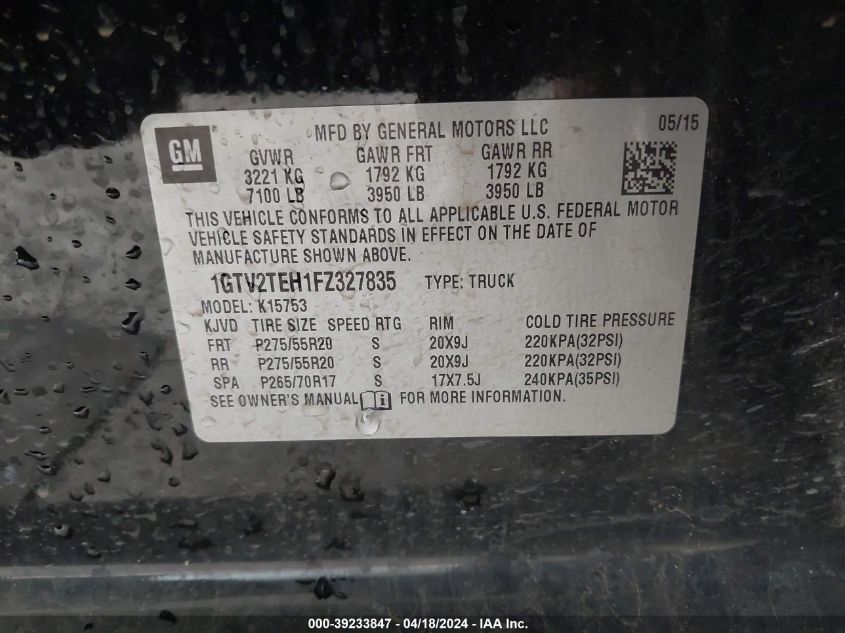 GM
MFD BY GENERAL MOTORS LLC
05/15
GVWR GAWR FRT GAWR RR
3221 KG 1792 KG 1792 KG
7100 LB 3950 LB 3950 LB
THIS VEHICLE CONFORMS TO ALL APPLICABLE U.S. FEDERAL MOTOR
VEHICLE SAFETY STANDARDS IN EFFECT ON THE DATE OF
MANUFACTURE SHOWN ABOVE.
1GTV2TEH1FZ327835 TYPE: TRUCK
MODEL: K15753
KJVD TIRE SIZE SPEED RTG RIM COLD TIRE PRESSURE
FRT P275/55R20 S 20X9J 220KPA(32PSI)
RR P275/55R20 S 20X9J 220KPA(32PSI)
SPA P265/70R17 S 17X7.5J 240KPA(35PSI)
SEE OWNER'S MANUAL i FOR MORE INFORMATION.
000-39233847 - 04/18/2024 - IAA Inc.